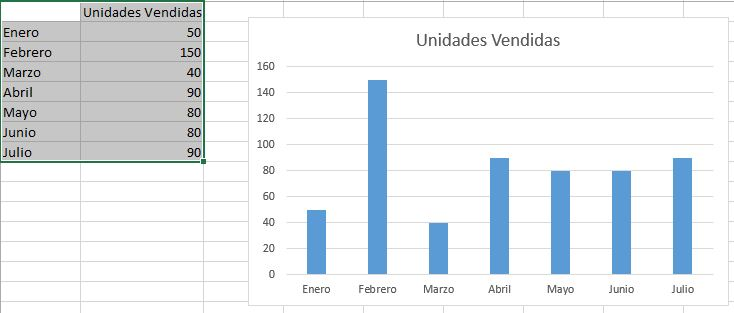 Unidades Vendidas
Enero 50
Febrero 150
Marzo 40
Abril 90
Mayo 80
Junio 80
Julio 90
Unidades Vendidas
160
140
120
100
80
60
40
20
0
Enero Febrero Marzo Abril Mayo Junio Julio